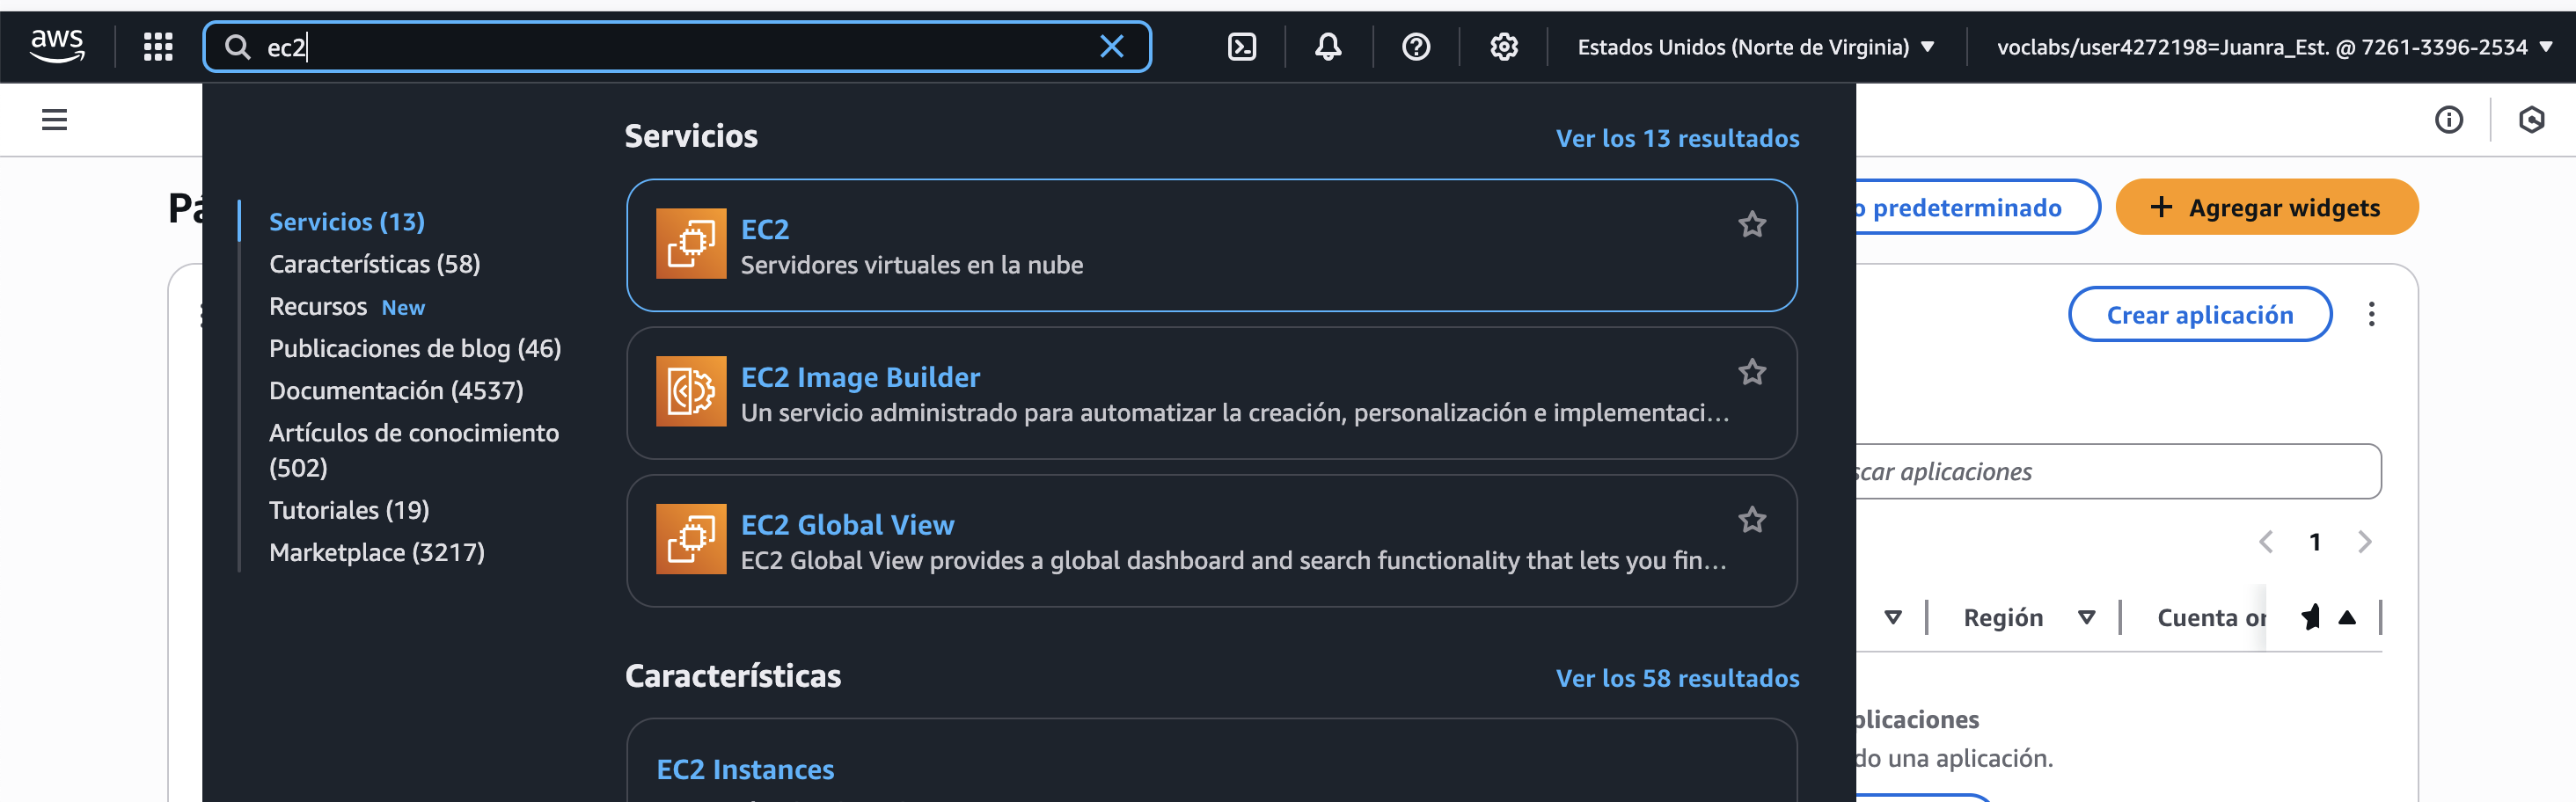 aws
ec2
Estados Unidos (Norte de Virginia)
voclabs/user4272198=Juanra_Est. @ 7261-3396-2534
Servicios
Ver los 13 resultados
Servicios (13)
Características (58)
Recursos New
Publicaciones de blog (46)
Documentación (4537)
Artículos de conocimiento
(502)
Tutoriales (19)
Marketplace (3217)
EC2
Servidores virtuales en la nube
EC2 Image Builder
Un servicio administrado para automatizar la creación, personalización e implementaci...
EC2 Global View
EC2 Global View provides a global dashboard and search functionality that lets you fin...
Características
Ver los 58 resultados
EC2 Instances
Pá
o predeterminado
Agregar widgets
Crear aplicación
scar aplicaciones
1
Región
Cuenta or
plicaciones
do una aplicación.